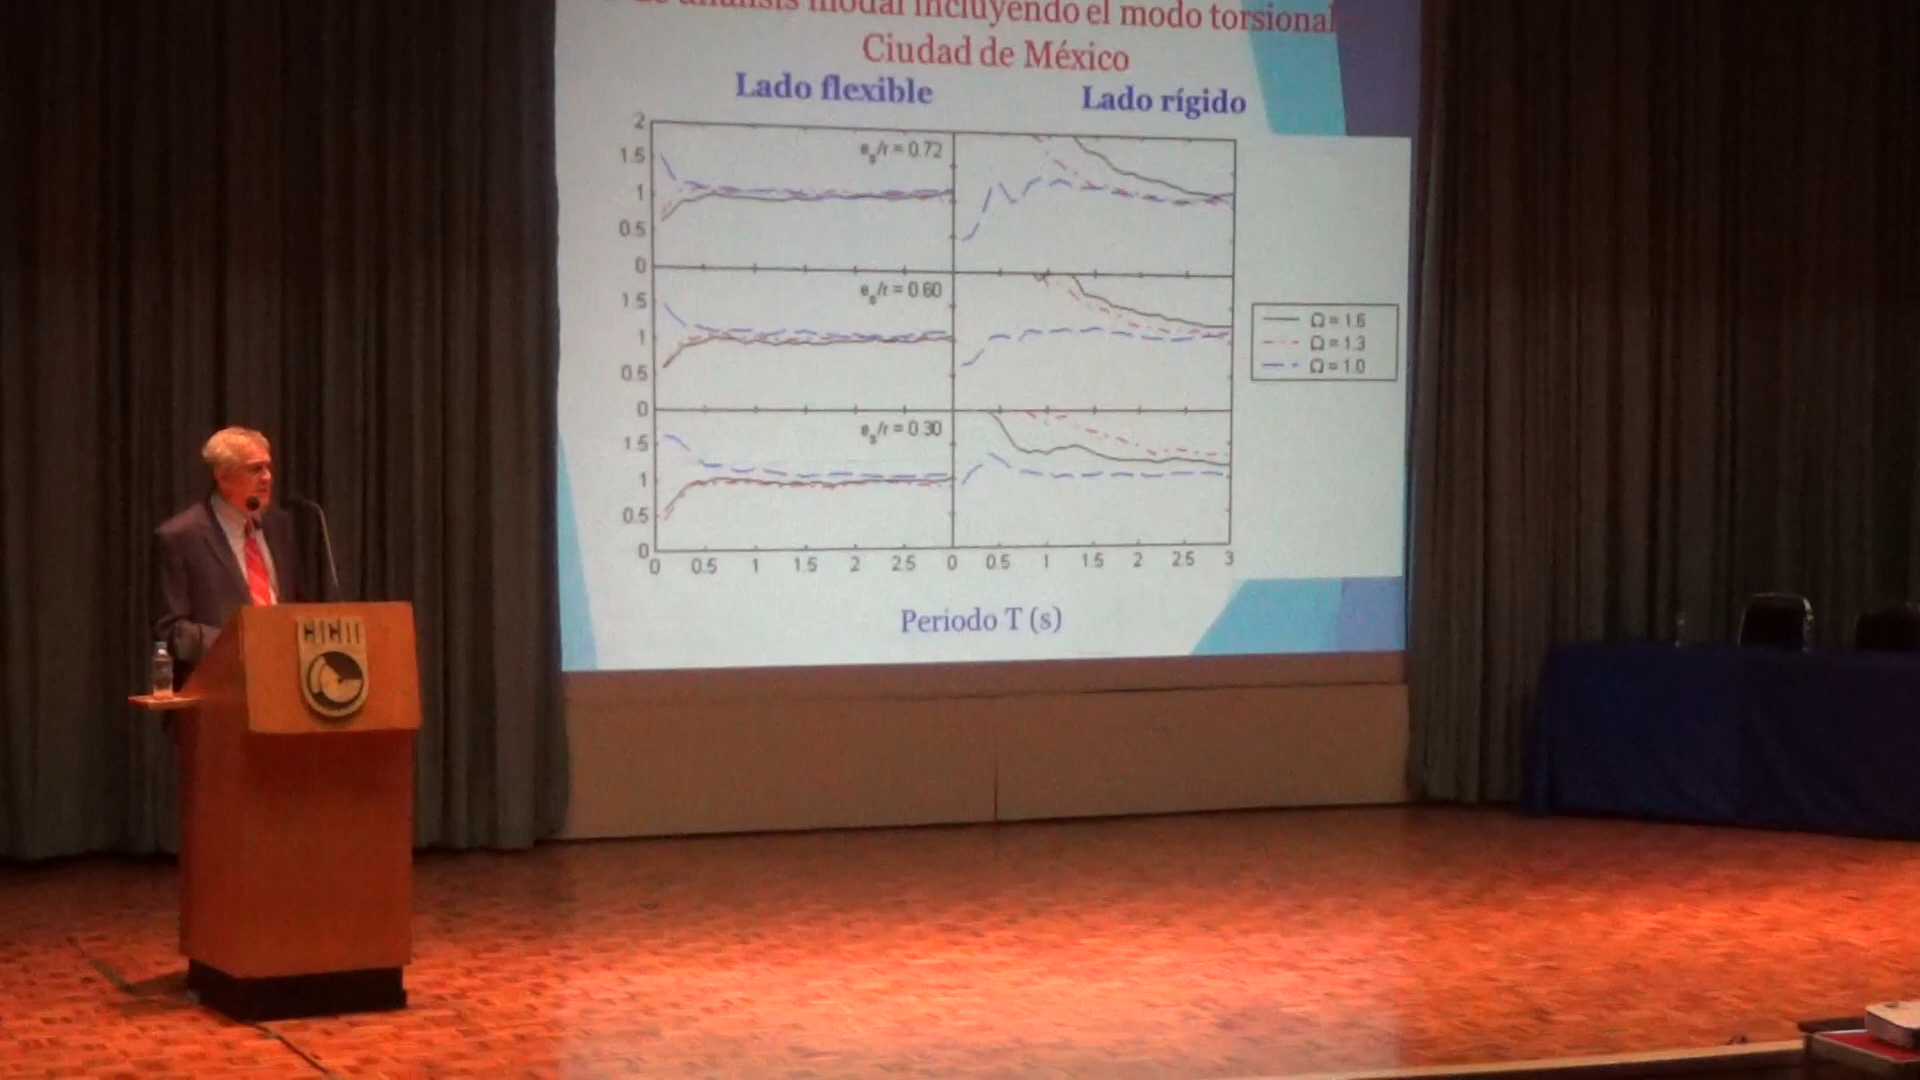 análisis modal incluyendo el modo torsional
Ciudad de México
Lado flexible
Lado rígido
2
1.5
1
0.5
0
e_s/r = 0.72
1.5
1
0.5
0
e_s/r = 0.60
1.5
1
0.5
0
e_s/r = 0.30
0 0.5 1 1.5 2 2.5 0 0.5 1 1.5 2 2.5 3
Ω = 1.6
Ω = 1.3
Ω = 1.0
Periodo T (s)